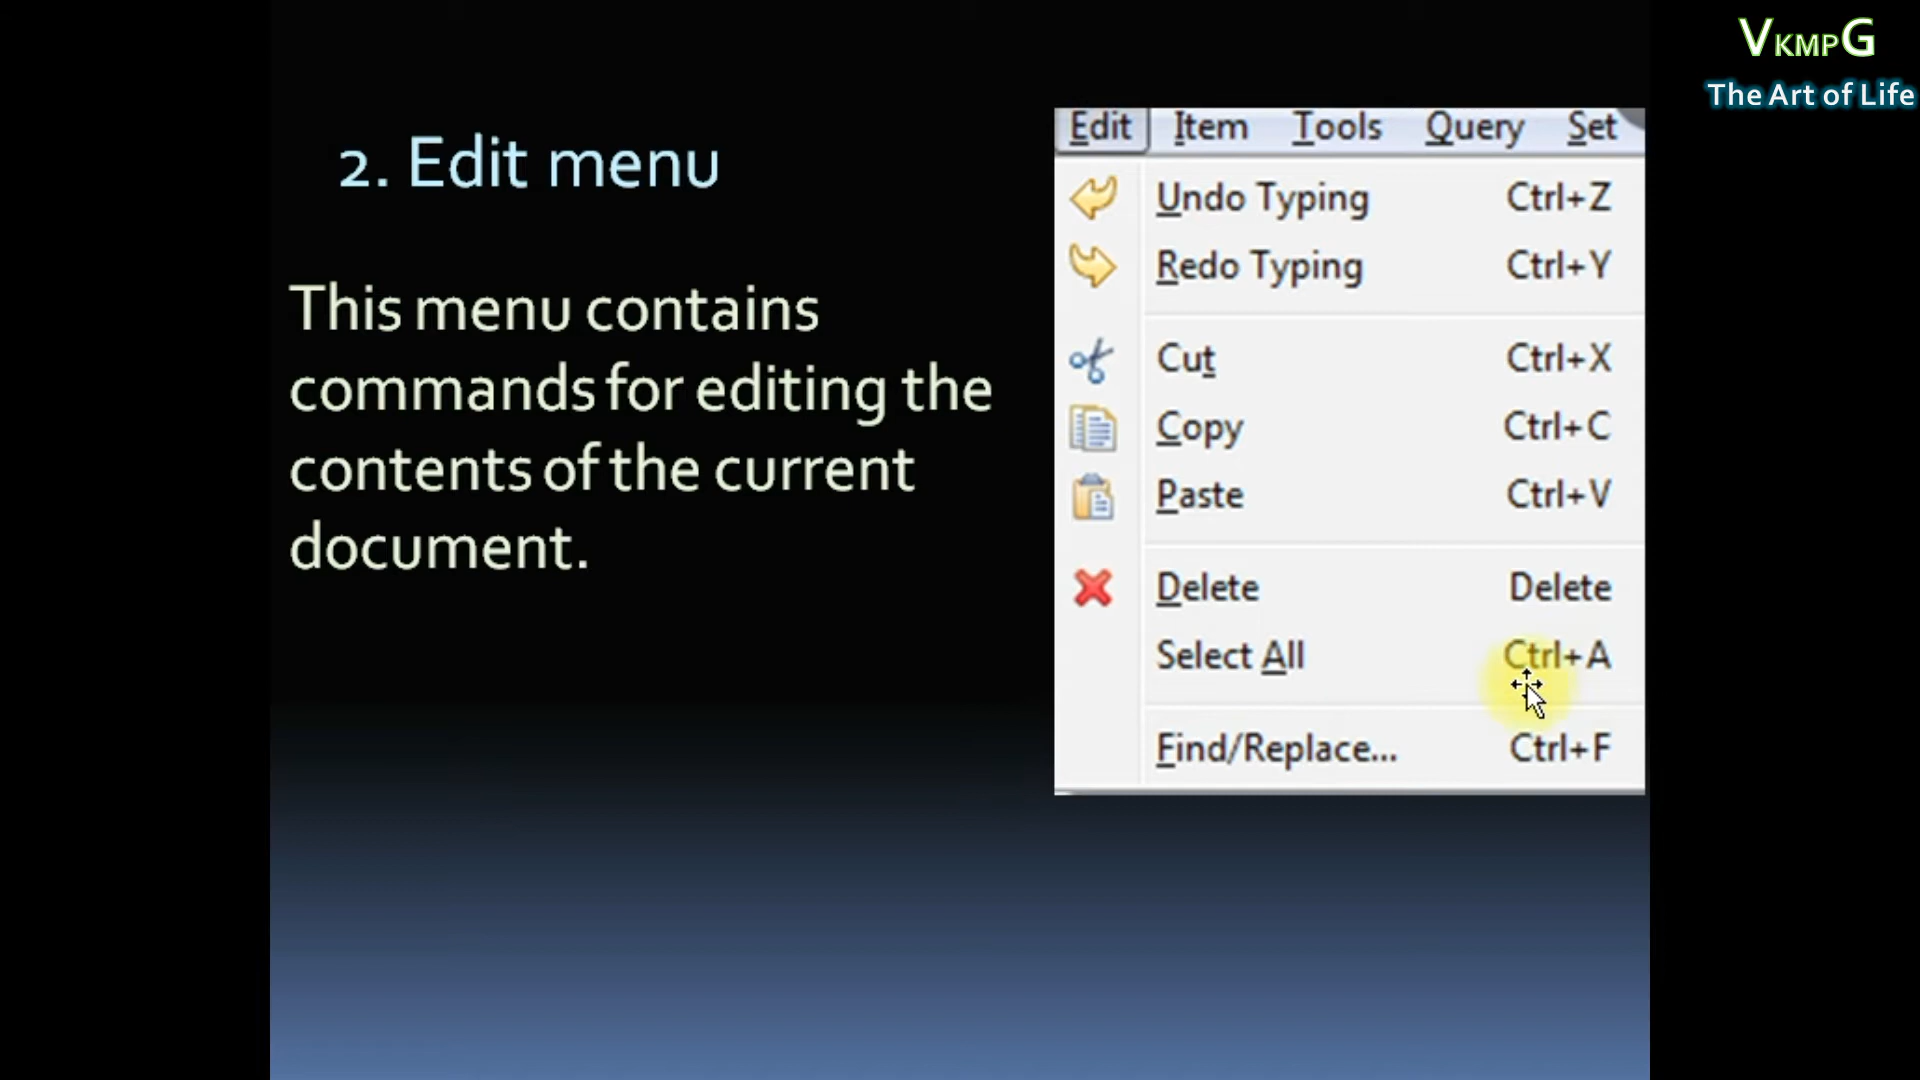 VKMPG
The Art of Life
2. Edit menu
This menu contains
commands for editing the
contents of the current
document.
Edit Item Tools Query Set
Undo Typing Ctrl+Z
Redo Typing Ctrl+Y
Cut Ctrl+X
Copy Ctrl+C
Paste Ctrl+V
Delete Delete
Select All Ctrl+A
Find/Replace... Ctrl+F